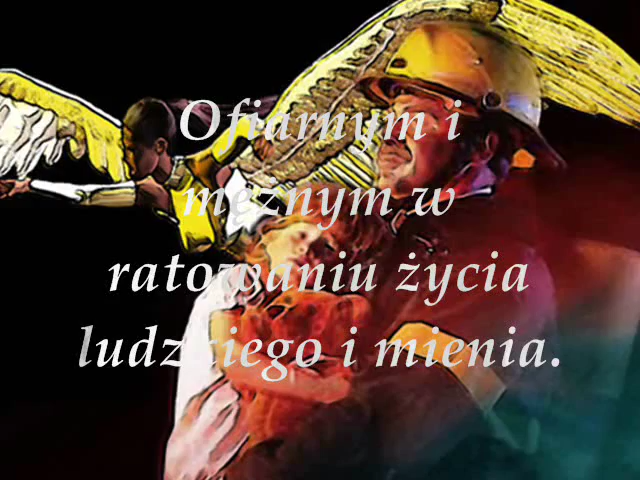 Ofiarnym i
mężnym w
ratowaniu życia
ludzkiego i mienia.